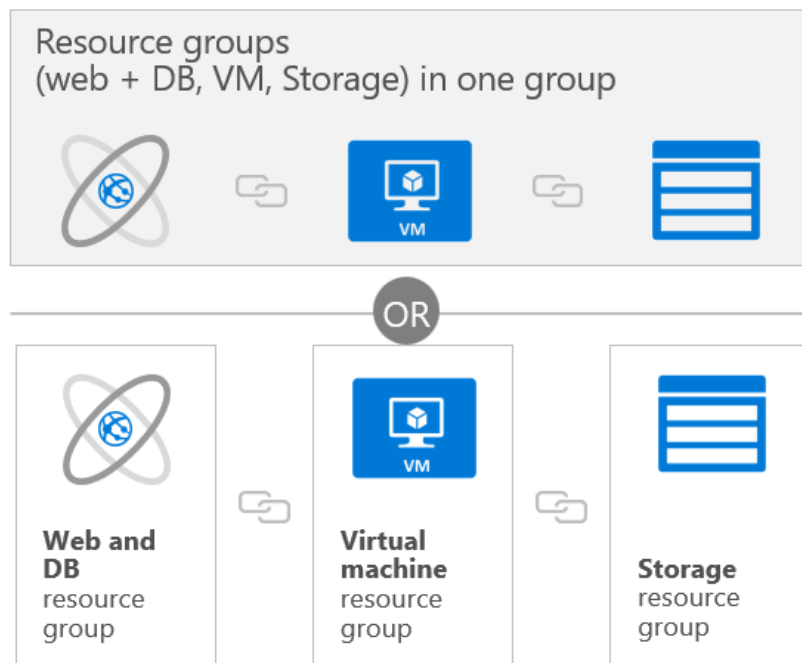 Resource groups
(web + DB, VM, Storage) in one group
VM
OR
VM
Web and
DB
resource
group
Virtual
machine
resource
group
Storage
resource
group